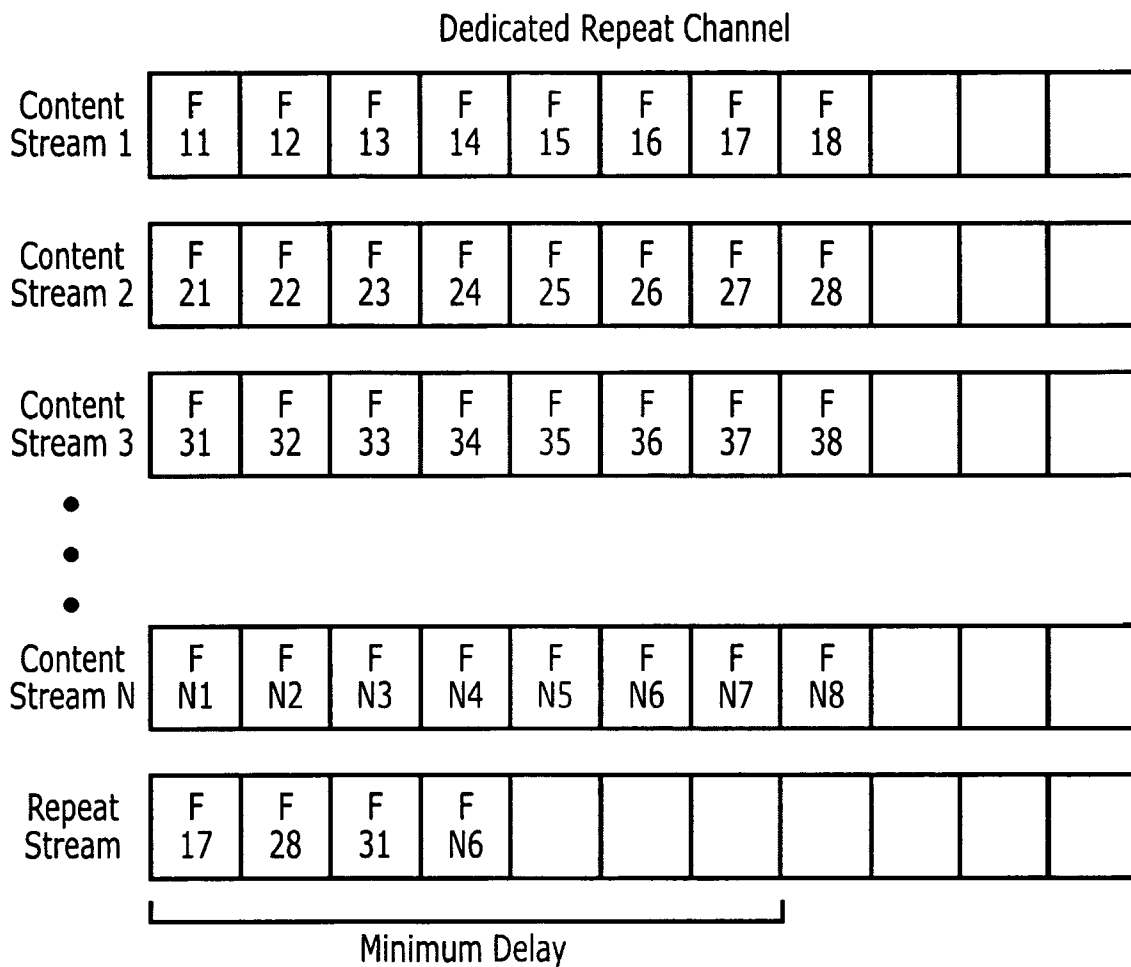 Dedicated Repeat Channel
Content
Stream 1
F F F F F F F F
11 12 13 14 15 16 17 18
Content
Stream 2
F F F F F F F F
21 22 23 24 25 26 27 28
Content
Stream 3
F F F F F F F F
31 32 33 34 35 36 37 38
Content
Stream N
F F F F F F F F
N1 N2 N3 N4 N5 N6 N7 N8
Repeat
Stream
F F F F
17 28 31 N6
Minimum Delay